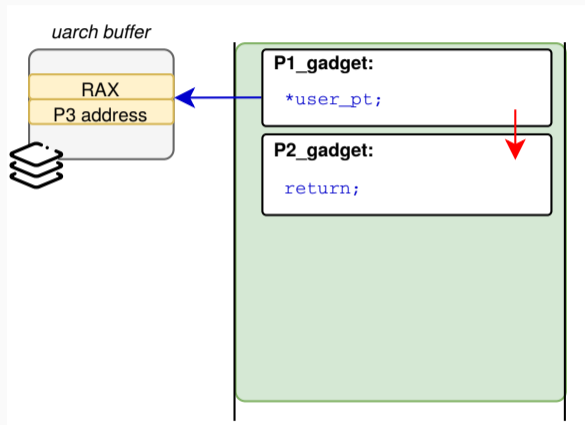 uarch buffer
RAX
P3 address
P1_gadget:
*user_pt;
P2_gadget:
return;